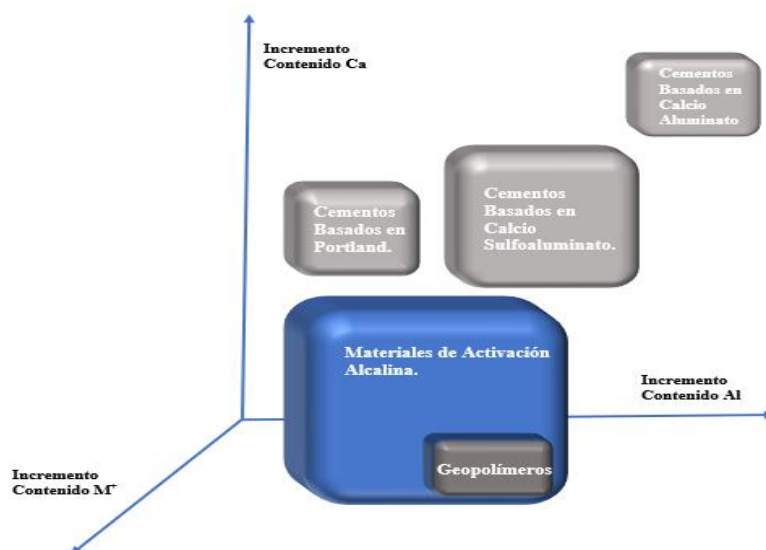 Incremento
Contenido Ca
Cementos
Basados en
Calcio
Aluminato
Cementos
Basados en
Portland.
Cementos
Basados en
Calcio
Sulfoaluminato.
Materiales de Activación
Alcalina.
Incremento
Contenido Al
Geopolímeros
Incremento
Contenido M⁺